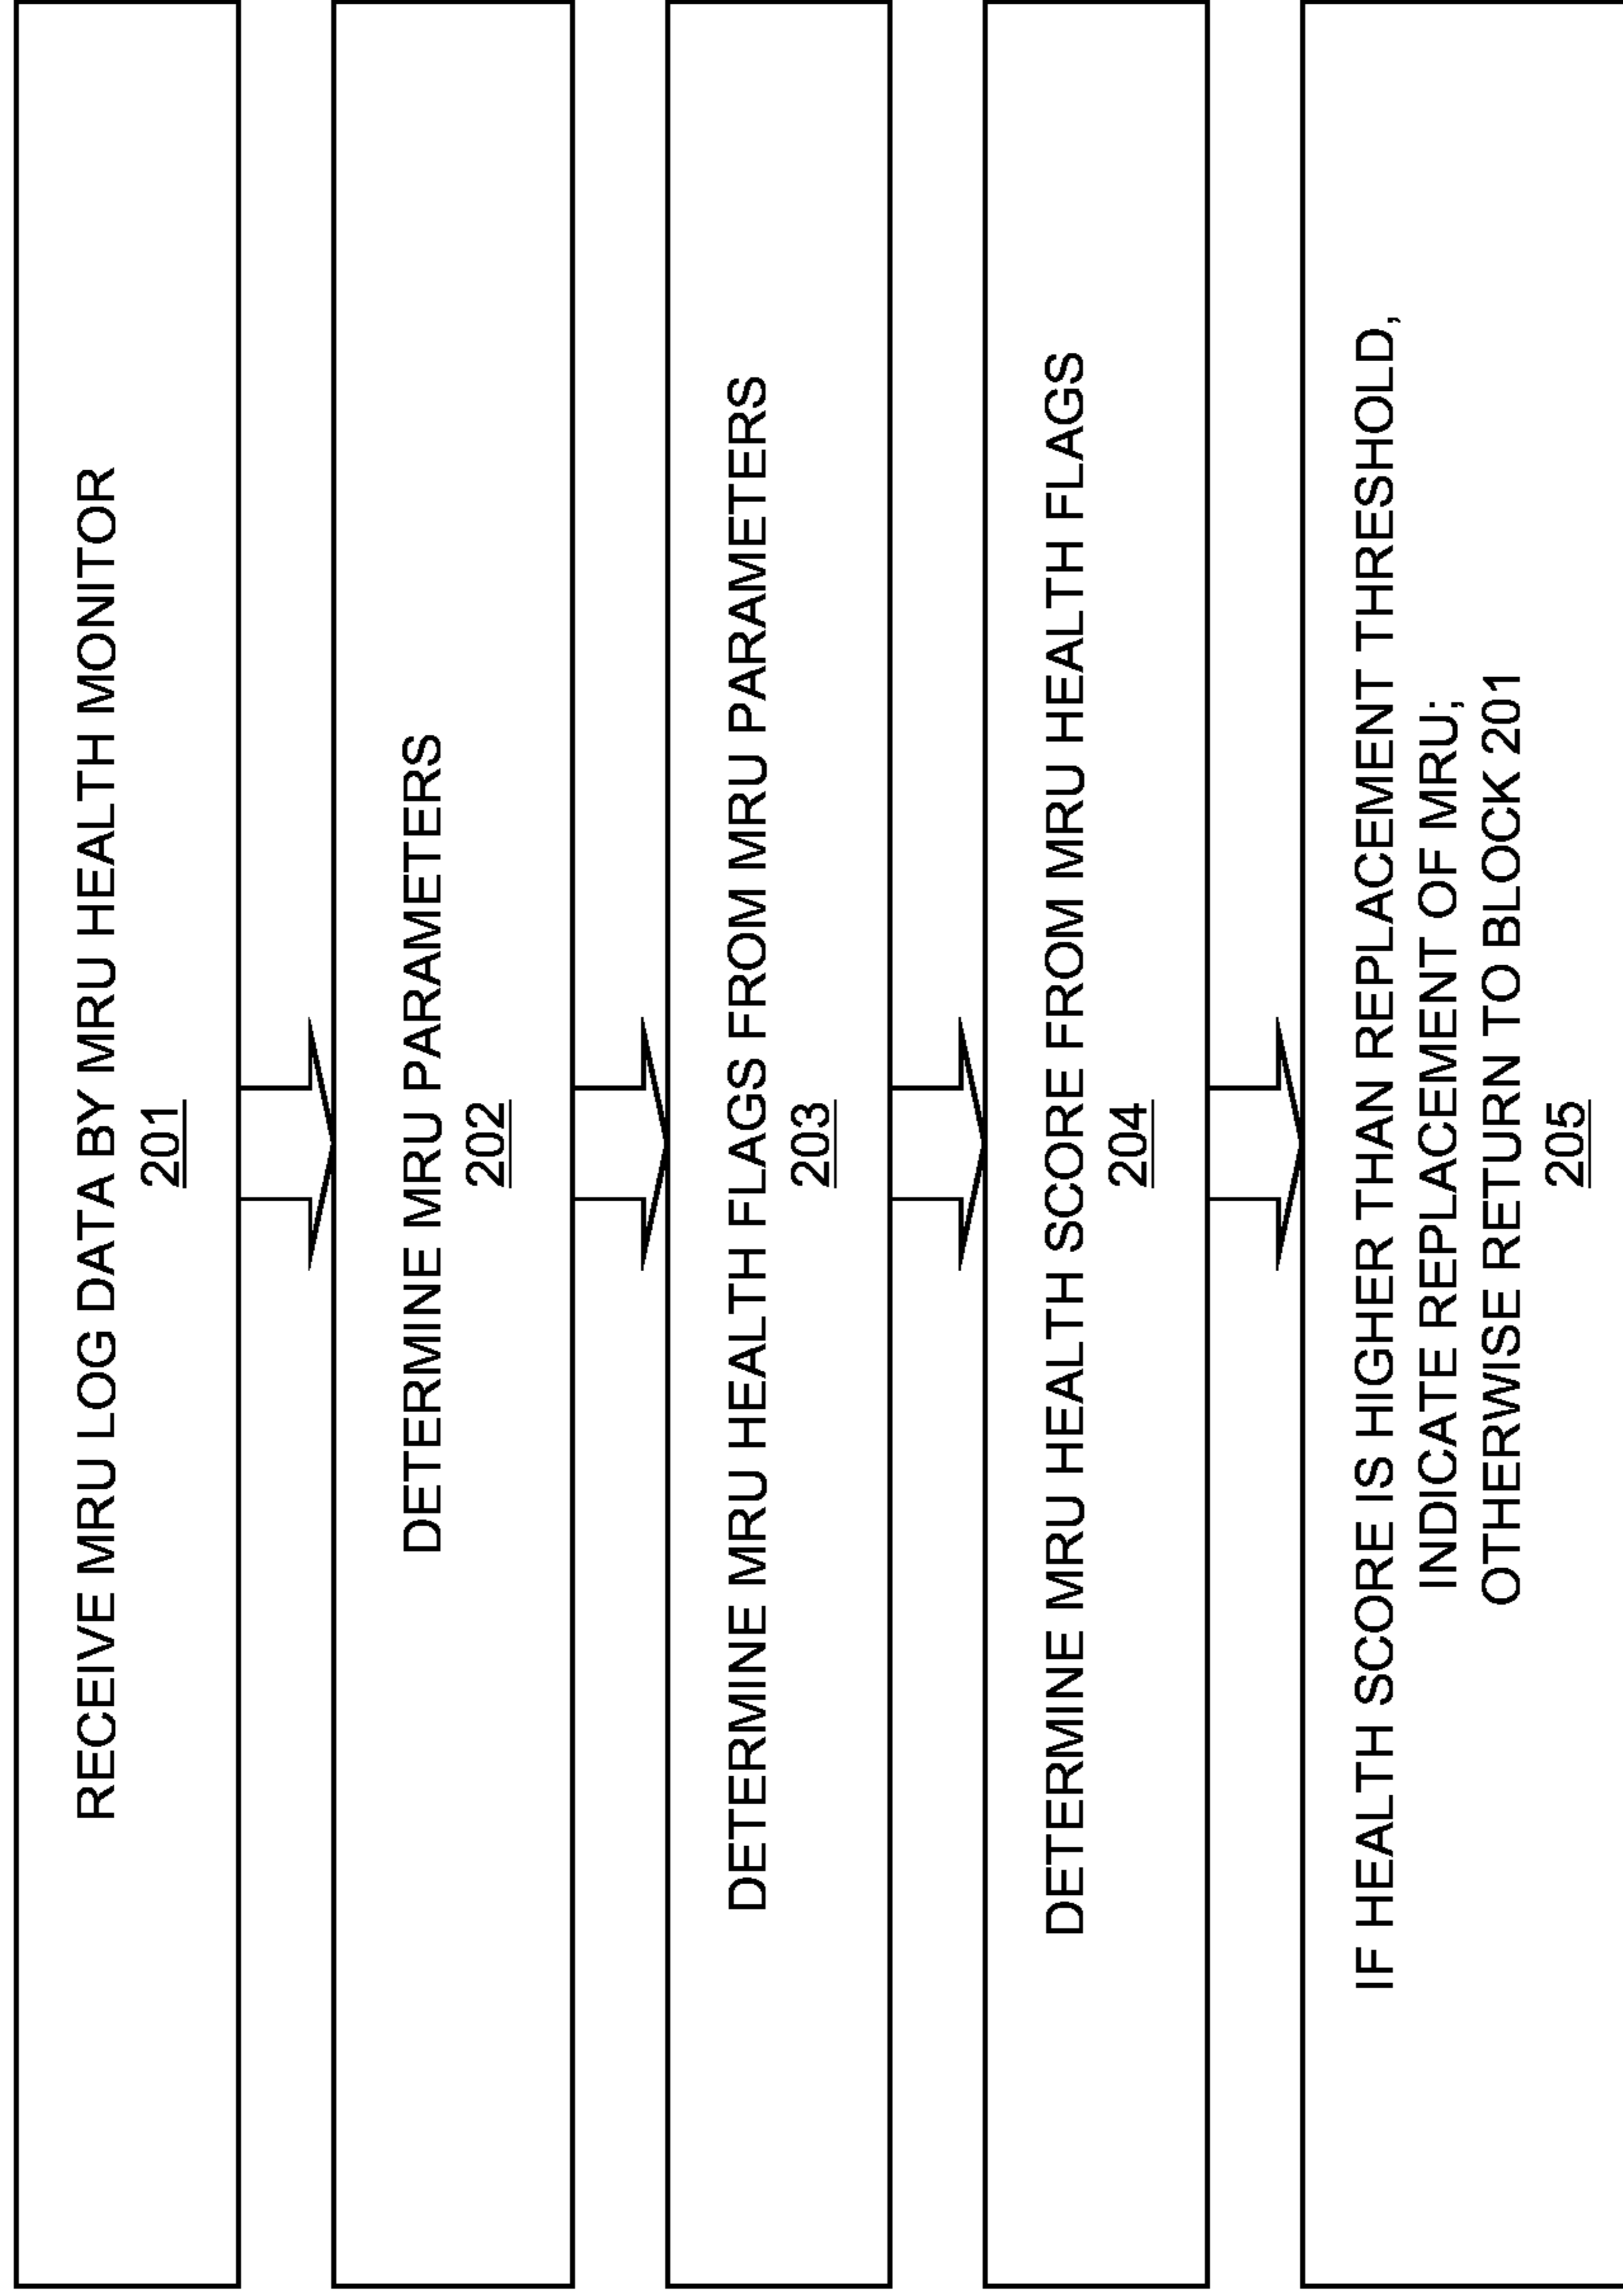 RECEIVE MRU LOG DATA BY MRU HEALTH MONITOR
201
DETERMINE MRU PARAMETERS
202
DETERMINE MRU HEALTH FLAGS FROM MRU PARAMETERS
203
DETERMINE MRU HEALTH SCORE FROM MRU HEALTH FLAGS
204
IF HEALTH SCORE IS HIGHER THAN REPLACEMENT THRESHOLD,
INDICATE REPLACEMENT OF MRU;
OTHERWISE RETURN TO BLOCK 201
205